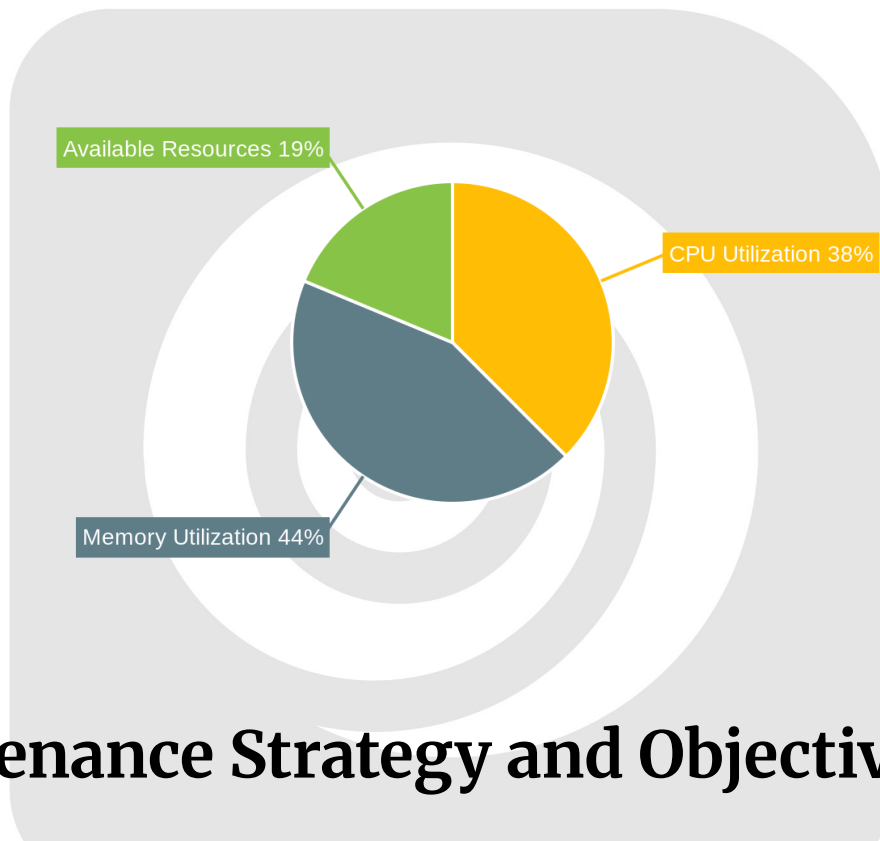 Available Resources 19%
CPU Utilization 38%
Memory Utilization 44%
enance Strategy and Objectiv